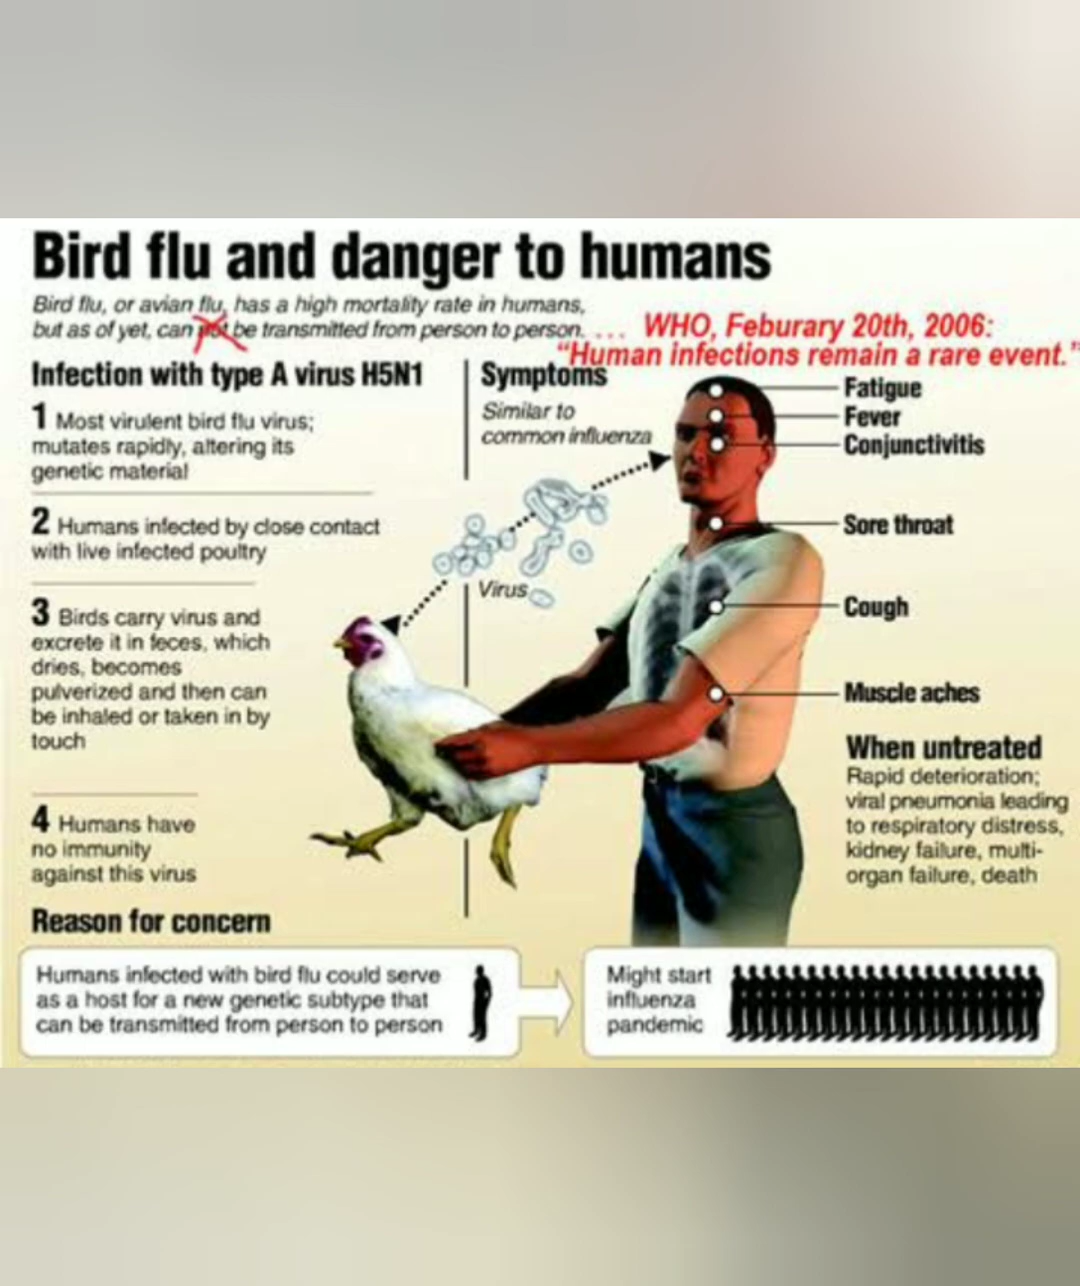 Bird flu and danger to humans
Bird flu, or avian flu, has a high mortality rate in humans,
but as of yet, can not be transmitted from person to person. ... WHO, Feburary 20th, 2006:
"Human infections remain a rare event."
Infection with type A virus H5N1
1 Most virulent bird flu virus;
mutates rapidly, altering its
genetic material
2 Humans infected by close contact
with live infected poultry
3 Birds carry virus and
excrete it in feces, which
dries, becomes
pulverized and then can
be inhaled or taken in by
touch
4 Humans have
no immunity
against this virus
Symptoms
Similar to
common influenza
Virus
Fatigue
Fever
Conjunctivitis
Sore throat
Cough
Muscle aches
When untreated
Rapid deterioration;
viral pneumonia leading
to respiratory distress,
kidney failure, multi-
organ failure, death
Reason for concern
Humans infected with bird flu could serve
as a host for a new genetic subtype that
can be transmitted from person to person
Might start
influenza
pandemic